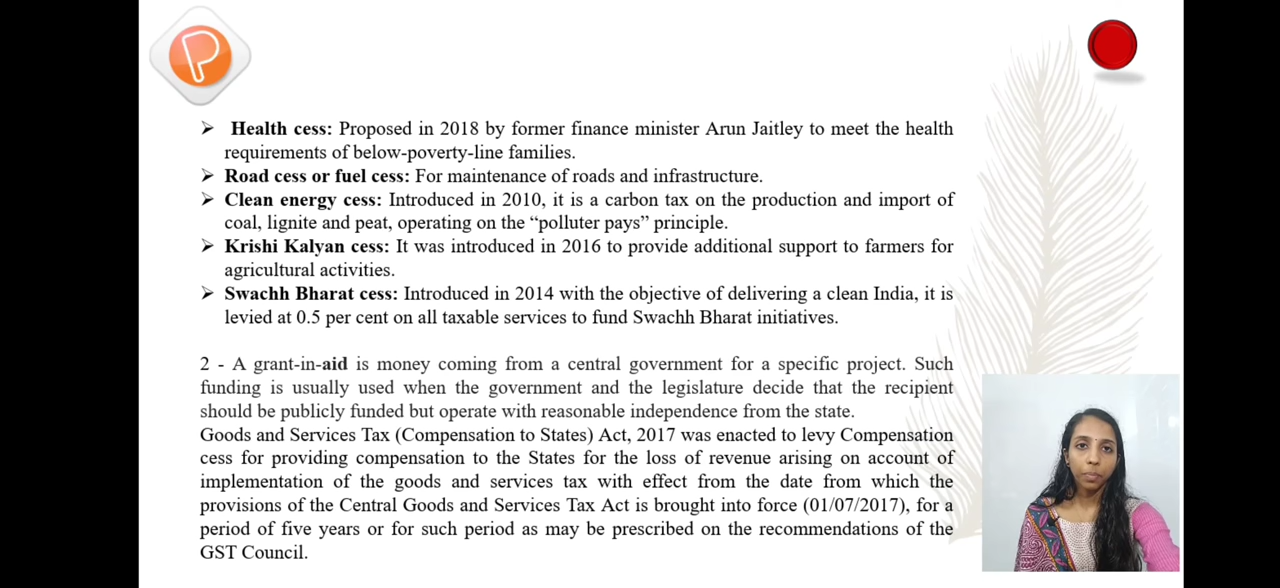 P
➢ Health cess: Proposed in 2018 by former finance minister Arun Jaitley to meet the health
requirements of below-poverty-line families.
➢ Road cess or fuel cess: For maintenance of roads and infrastructure.
➢ Clean energy cess: Introduced in 2010, it is a carbon tax on the production and import of
coal, lignite and peat, operating on the “polluter pays” principle.
➢ Krishi Kalyan cess: It was introduced in 2016 to provide additional support to farmers for
agricultural activities.
➢ Swachh Bharat cess: Introduced in 2014 with the objective of delivering a clean India, it is
levied at 0.5 per cent on all taxable services to fund Swachh Bharat initiatives.
2 - A grant-in-aid is money coming from a central government for a specific project. Such
funding is usually used when the government and the legislature decide that the recipient
should be publicly funded but operate with reasonable independence from the state.
Goods and Services Tax (Compensation to States) Act, 2017 was enacted to levy Compensation
cess for providing compensation to the States for the loss of revenue arising on account of
implementation of the goods and services tax with effect from the date from which the
provisions of the Central Goods and Services Tax Act is brought into force (01/07/2017), for a
period of five years or for such period as may be prescribed on the recommendations of the
GST Council.